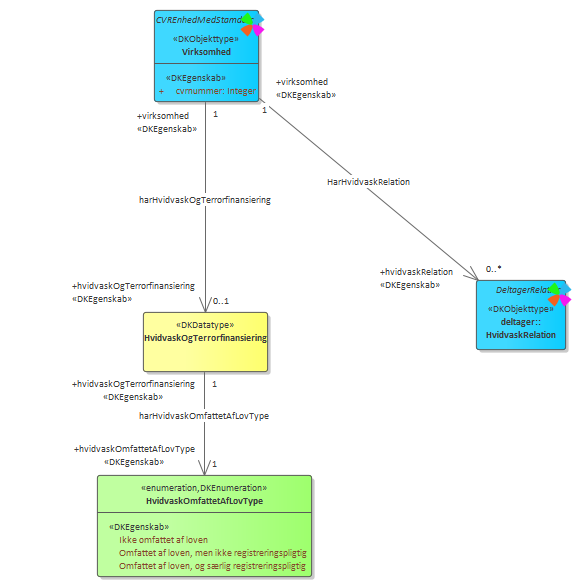 CVREnhedMedStamdata
«DKObjekttype»
Virksomhed
«DKEgenskab»
+ cvrnummer: Integer
+virksomhed
«DKEgenskab»
1
1
+virksomhed
«DKEgenskab»
HarHvidvaskRelation
harHvidvaskOgTerrorfinansiering
+hvidvaskRelation
«DKEgenskab»
0..*
+hvidvaskOgTerrorfinansiering
«DKEgenskab»
0..1
«DKObjekttype»
deltager::
HvidvaskRelation
«DKDatatype»
HvidvaskOgTerrorfinansiering
+hvidvaskOgTerrorfinansiering
«DKEgenskab»
1
harHvidvaskOmfattetAfLovType
+hvidvaskOmfattetAfLovType
«DKEgenskab»
1
«enumeration,DKEnumeration»
HvidvaskOmfattetAfLovType
«DKEgenskab»
Ikke omfattet af loven
Omfattet af loven, men ikke registreringspligtig
Omfattet af loven, og særlig registreringspligtig